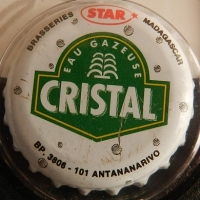 BRASSERIES STAR MADAGASCAR
EAU GAZEUSE
CRISTAL
BP. 3806 - 101 ANTANANARIVO